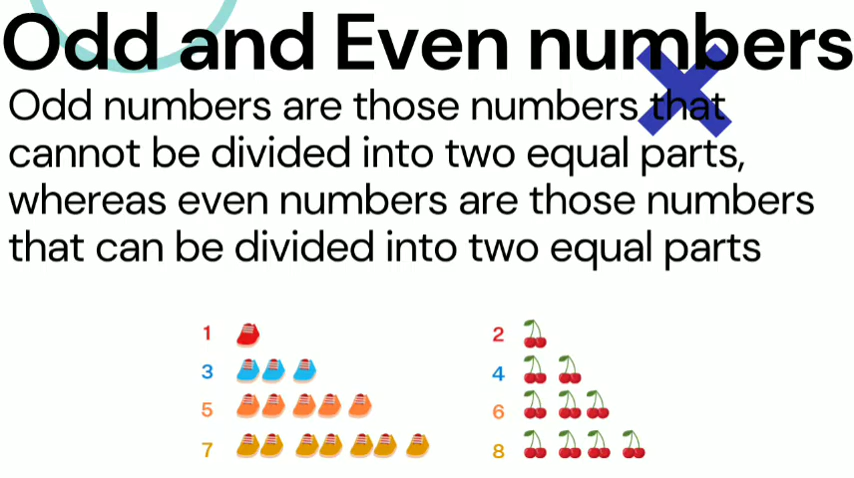 Odd and Even numbers
Odd numbers are those numbers that
cannot be divided into two equal parts,
whereas even numbers are those numbers
that can be divided into two equal parts
1
3
5
7
2
4
6
8